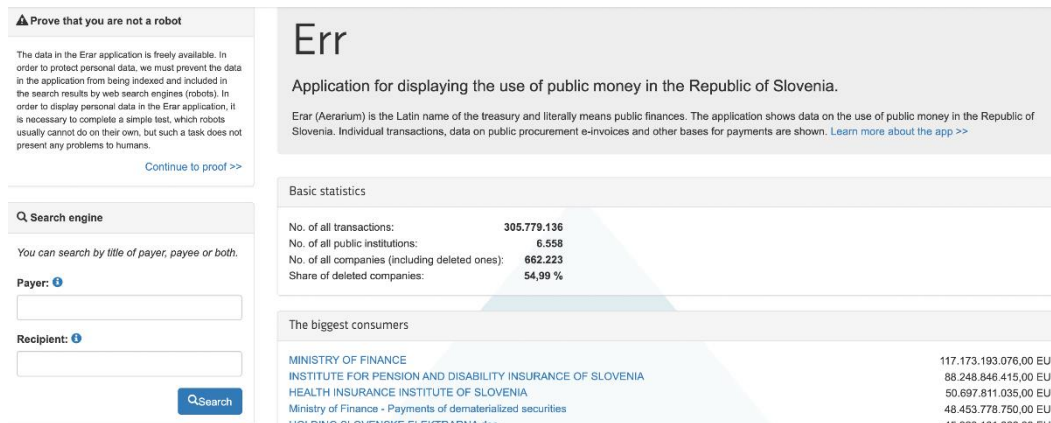 Prove that you are not a robot
The data in the Erar application is freely available. In
order to protect personal data, we must prevent the data
in the application from being indexed and included in
the search results by web search engines (robots). In
order to display personal data in the Erar application, it
is necessary to complete a simple test, which robots
usually cannot do on their own, but such a task does not
present any problems to humans.
Continue to proof >>
Search engine
You can search by title of payer, payee or both.
Payer:
Recipient:
Search
Err
Application for displaying the use of public money in the Republic of Slovenia.
Erar (Aerarium) is the Latin name of the treasury and literally means public finances. The application shows data on the use of public money in the Republic of
Slovenia. Individual transactions, data on public procurement e-invoices and other bases for payments are shown. Learn more about the app >>
Basic statistics
No. of all transactions: 305.779.136
No. of all public institutions: 6.558
No. of all companies (including deleted ones): 662.223
Share of deleted companies: 54,99 %
The biggest consumers
MINISTRY OF FINANCE 117.173.193.076,00 EU
INSTITUTE FOR PENSION AND DISABILITY INSURANCE OF SLOVENIA 88.248.846.415,00 EU
HEALTH INSURANCE INSTITUTE OF SLOVENIA 50.697.811.035,00 EU
Ministry of Finance - Payments of dematerialized securities 48.453.778.750,00 EU